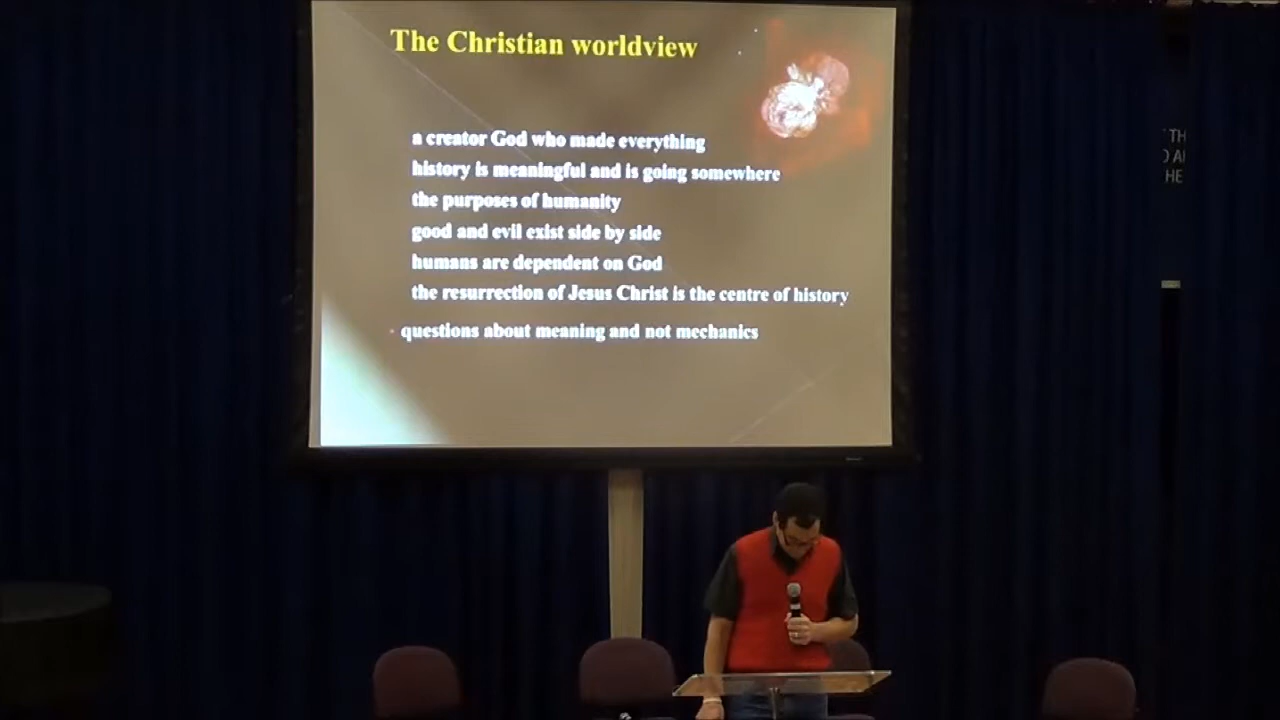 The Christian worldview
a creator God who made everything
history is meaningful and is going somewhere
the purposes of humanity
good and evil exist side by side
humans are dependent on God
the resurrection of Jesus Christ is the centre of history
questions about meaning and not mechanics
TH
HE